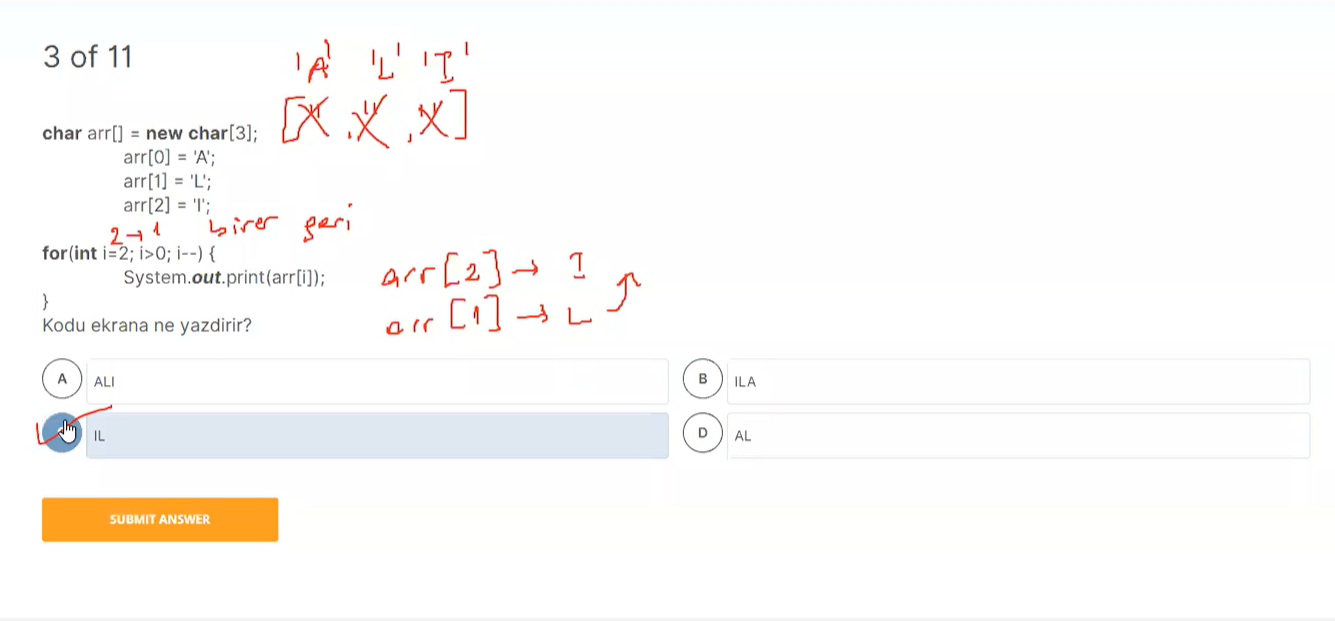 3 of 11
'A' 'L' 'I'
[X, X, X]
char arr[] = new char[3];
arr[0] = 'A';
arr[1] = 'L';
arr[2] = 'I';
2→1 birer geri
for(int i=2; i>0; i--) {
System.out.print(arr[i]);
arr[2] → I
}
arr[1] → L
Kodu ekrana ne yazdirir?
A ALI
B ILA
IL
D AL
SUBMIT ANSWER